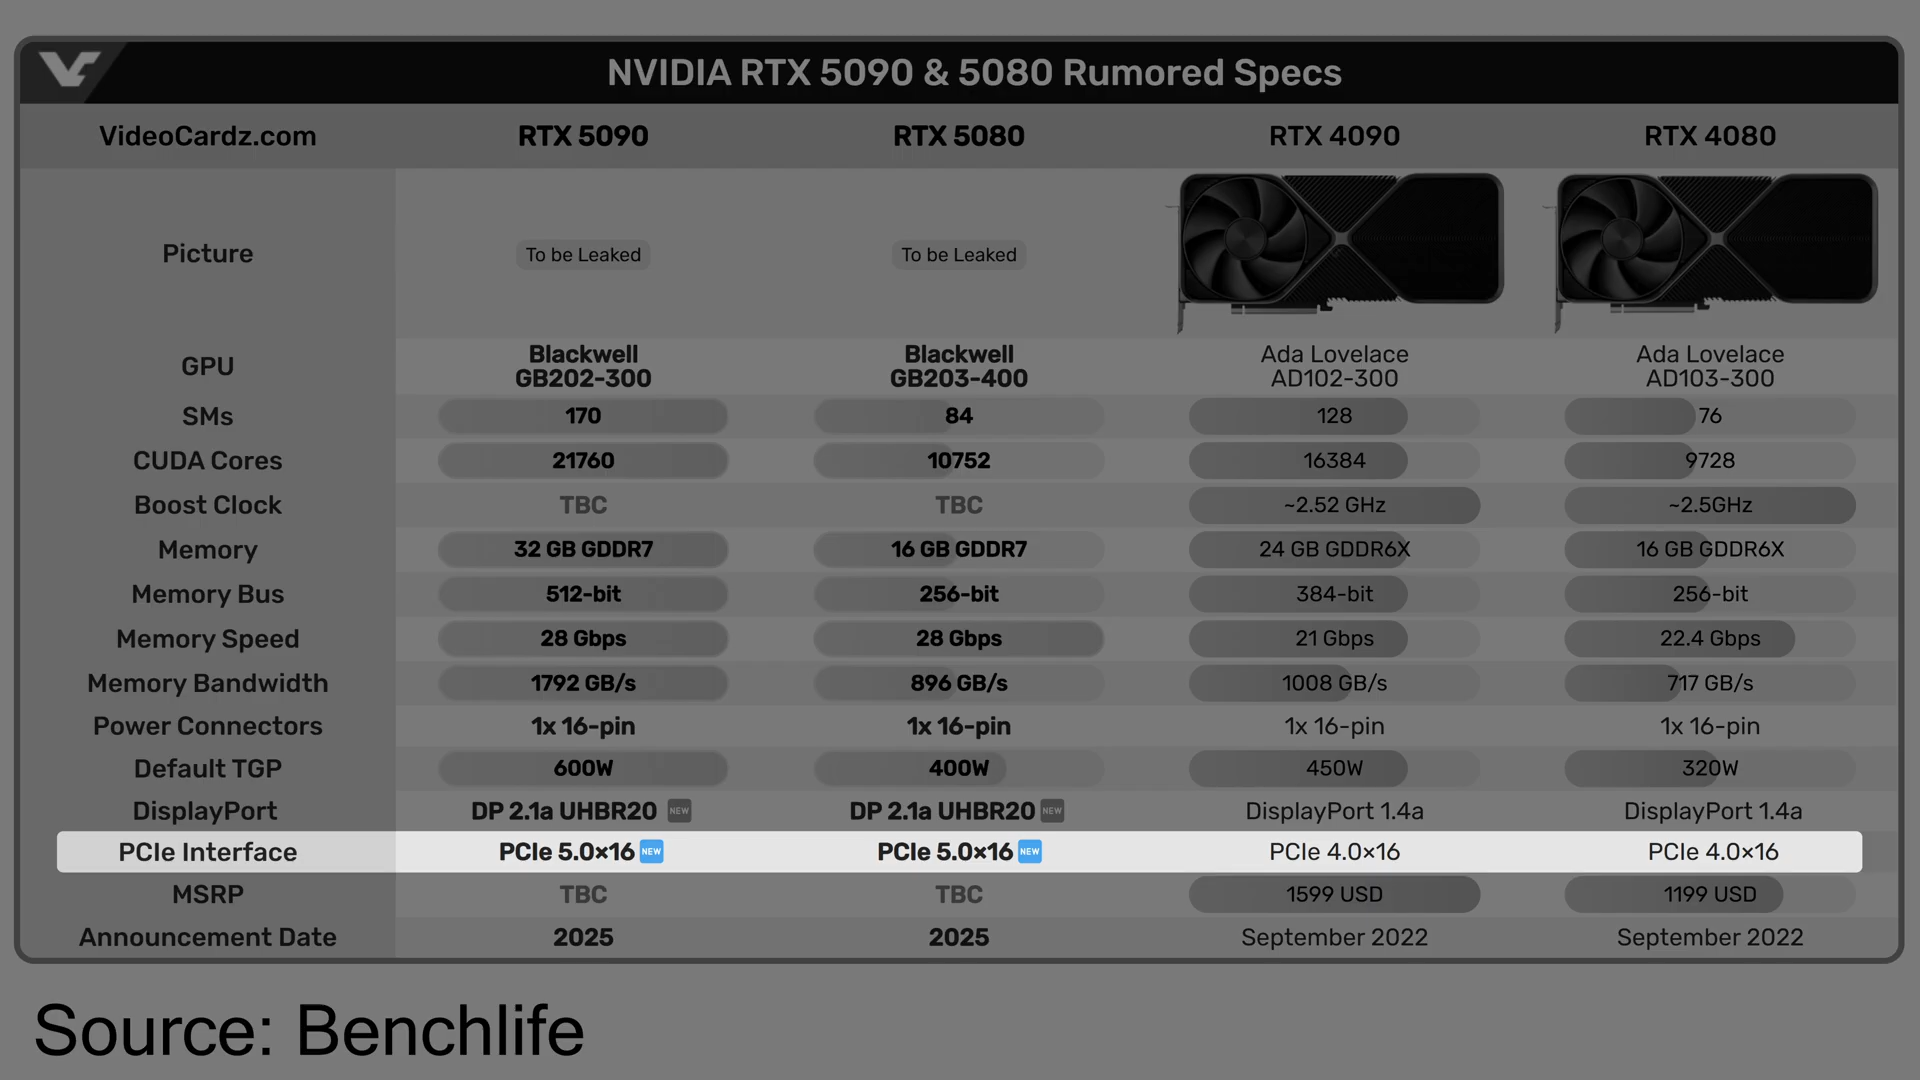 NVIDIA RTX 5090 & 5080 Rumored Specs
VideoCardz.com RTX 5090 RTX 5080 RTX 4090 RTX 4080
Picture To be Leaked To be Leaked
GPU Blackwell GB202-300 Blackwell GB203-400 Ada Lovelace AD102-300 Ada Lovelace AD103-300
SMs 170 84 128 76
CUDA Cores 21760 10752 16384 9728
Boost Clock TBC TBC ~2.52 GHz ~2.5GHz
Memory 32 GB GDDR7 16 GB GDDR7 24 GB GDDR6X 16 GB GDDR6X
Memory Bus 512-bit 256-bit 384-bit 256-bit
Memory Speed 28 Gbps 28 Gbps 21 Gbps 22.4 Gbps
Memory Bandwidth 1792 GB/s 896 GB/s 1008 GB/s 717 GB/s
Power Connectors 1x 16-pin 1x 16-pin 1x 16-pin 1x 16-pin
Default TGP 600W 400W 450W 320W
DisplayPort DP 2.1a UHBR20 NEW DP 2.1a UHBR20 NEW DisplayPort 1.4a DisplayPort 1.4a
PCIe Interface PCIe 5.0×16 NEW PCIe 5.0×16 NEW PCIe 4.0×16 PCIe 4.0×16
MSRP TBC TBC 1599 USD 1199 USD
Announcement Date 2025 2025 September 2022 September 2022
Source: Benchlife